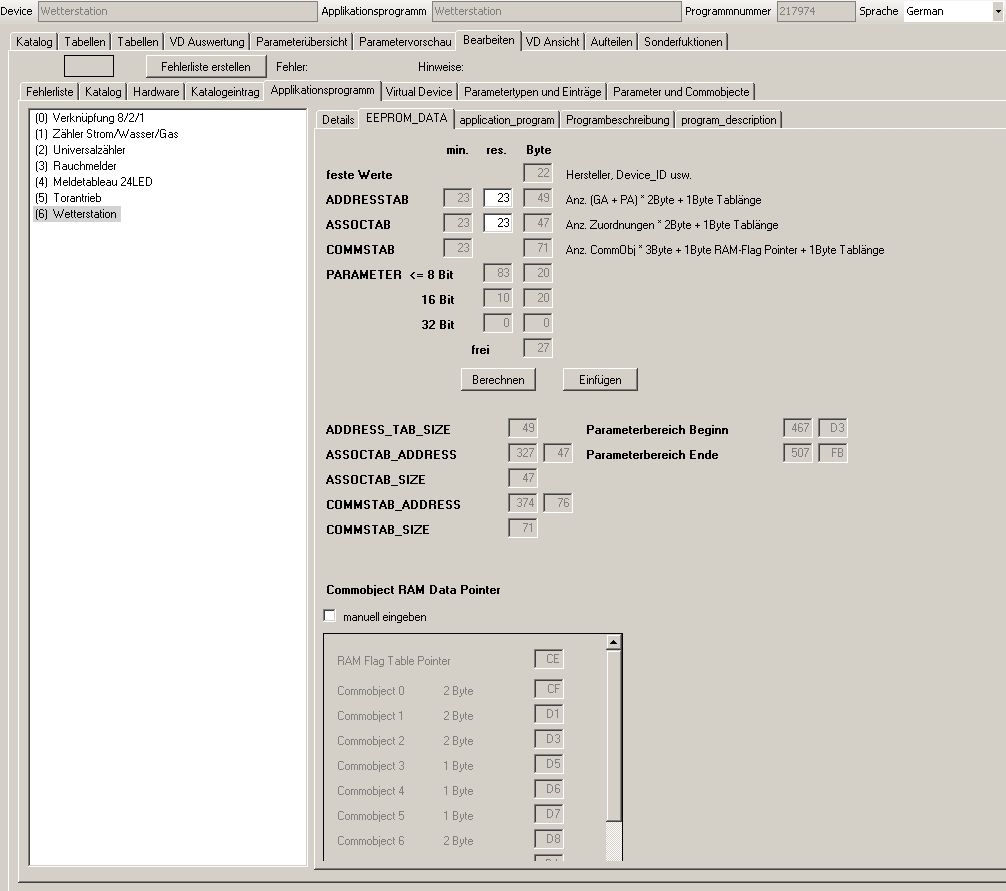 Device Wetterstation Applikationsprogramm Wetterstation Programmnummer 217974 Sprache German
Katalog Tabellen Tabellen VD Auswertung Parameterübersicht Parametervorschau Bearbeiten VD Ansicht Aufteilen Sonderfuktionen
Fehlerliste erstellen Fehler: Hinweise:
Fehlerliste Katalog Hardware Katalogeintrag Applikationsprogramm Virtual Device Parametertypen und Einträge Parameter und Commobjecte
(0) Verknüpfung 8/2/1
(1) Zähler Strom/Wasser/Gas
(2) Universalzähler
(3) Rauchmelder
(4) Meldetableau 24LED
(5) Torantrieb
(6) Wetterstation
Details EEPROM_DATA application_program Programbeschreibung program_description
min. res. Byte
feste Werte 22 Hersteller, Device_ID usw.
ADDRESSTAB 23 23 49 Anz. (GA + PA) * 2Byte + 1Byte Tablänge
ASSOCTAB 23 23 47 Anz. Zuordnungen * 2Byte + 1Byte Tablänge
COMMSTAB 23 71 Anz. CommObj * 3Byte + 1Byte RAM-Flag Pointer + 1Byte Tablänge
PARAMETER <= 8 Bit 83 20
16 Bit 10 20
32 Bit 0 0
frei 27
Berechnen Einfügen
ADDRESS_TAB_SIZE 49 Parameterbereich Beginn 467 D3
ASSOCTAB_ADDRESS 327 47 Parameterbereich Ende 507 FB
ASSOCTAB_SIZE 47
COMMSTAB_ADDRESS 374 76
COMMSTAB_SIZE 71
Commobject RAM Data Pointer
manuell eingeben
RAM Flag Table Pointer CE
Commobject 0 2 Byte CF
Commobject 1 2 Byte D1
Commobject 2 2 Byte D3
Commobject 3 1 Byte D5
Commobject 4 1 Byte D6
Commobject 5 1 Byte D7
Commobject 6 2 Byte D8